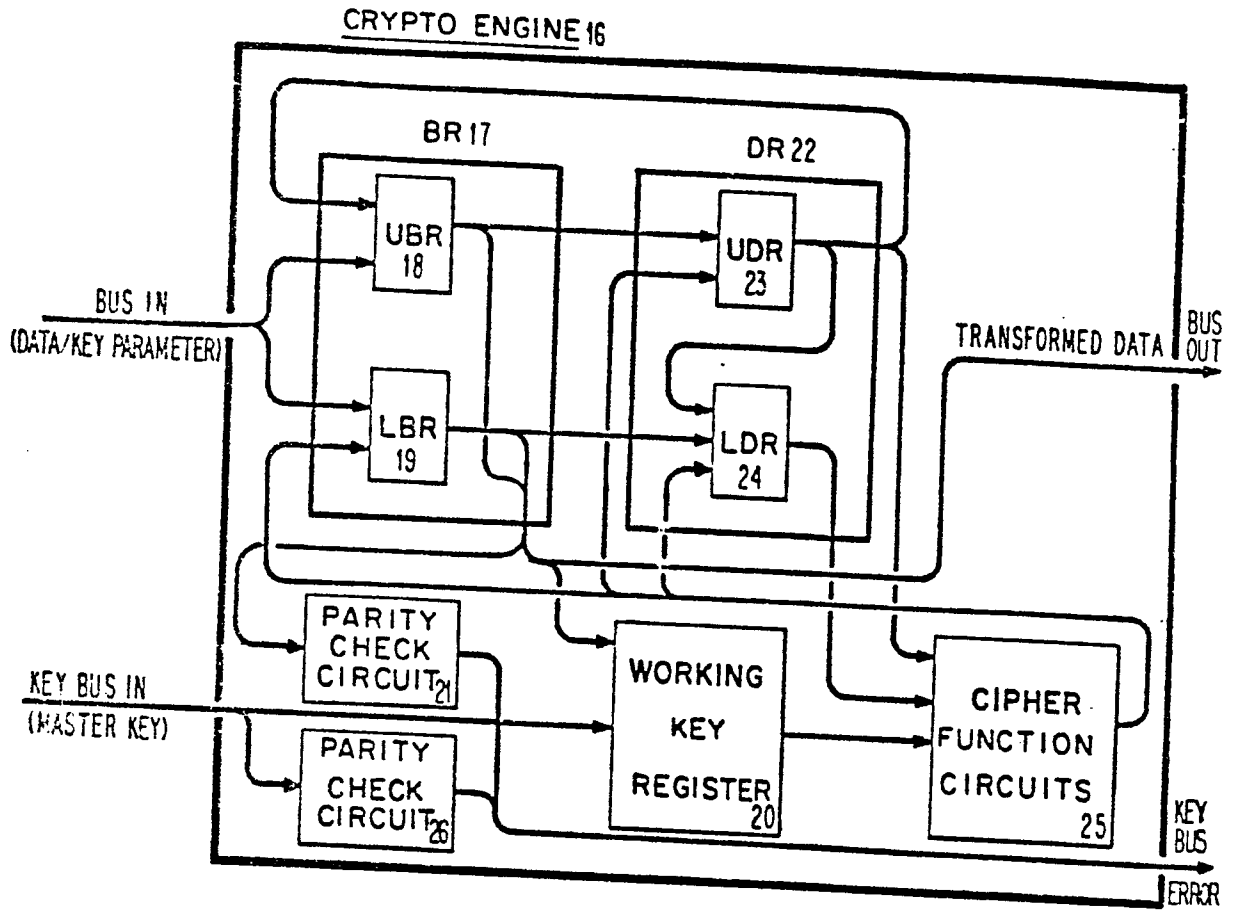 CRYPTO ENGINE 16
BR 17
DR 22
UBR
18
UDR
23
BUS IN
(DATA/KEY PARAMETER)
TRANSFORMED DATA
BUS
OUT
LBR
19
LDR
24
PARITY
CHECK
CIRCUIT 21
KEY BUS IN
(MASTER KEY)
WORKING
KEY
REGISTER 20
CIPHER
FUNCTION
CIRCUITS
25
PARITY
CHECK
CIRCUIT 26
KEY
BUS
ERROR